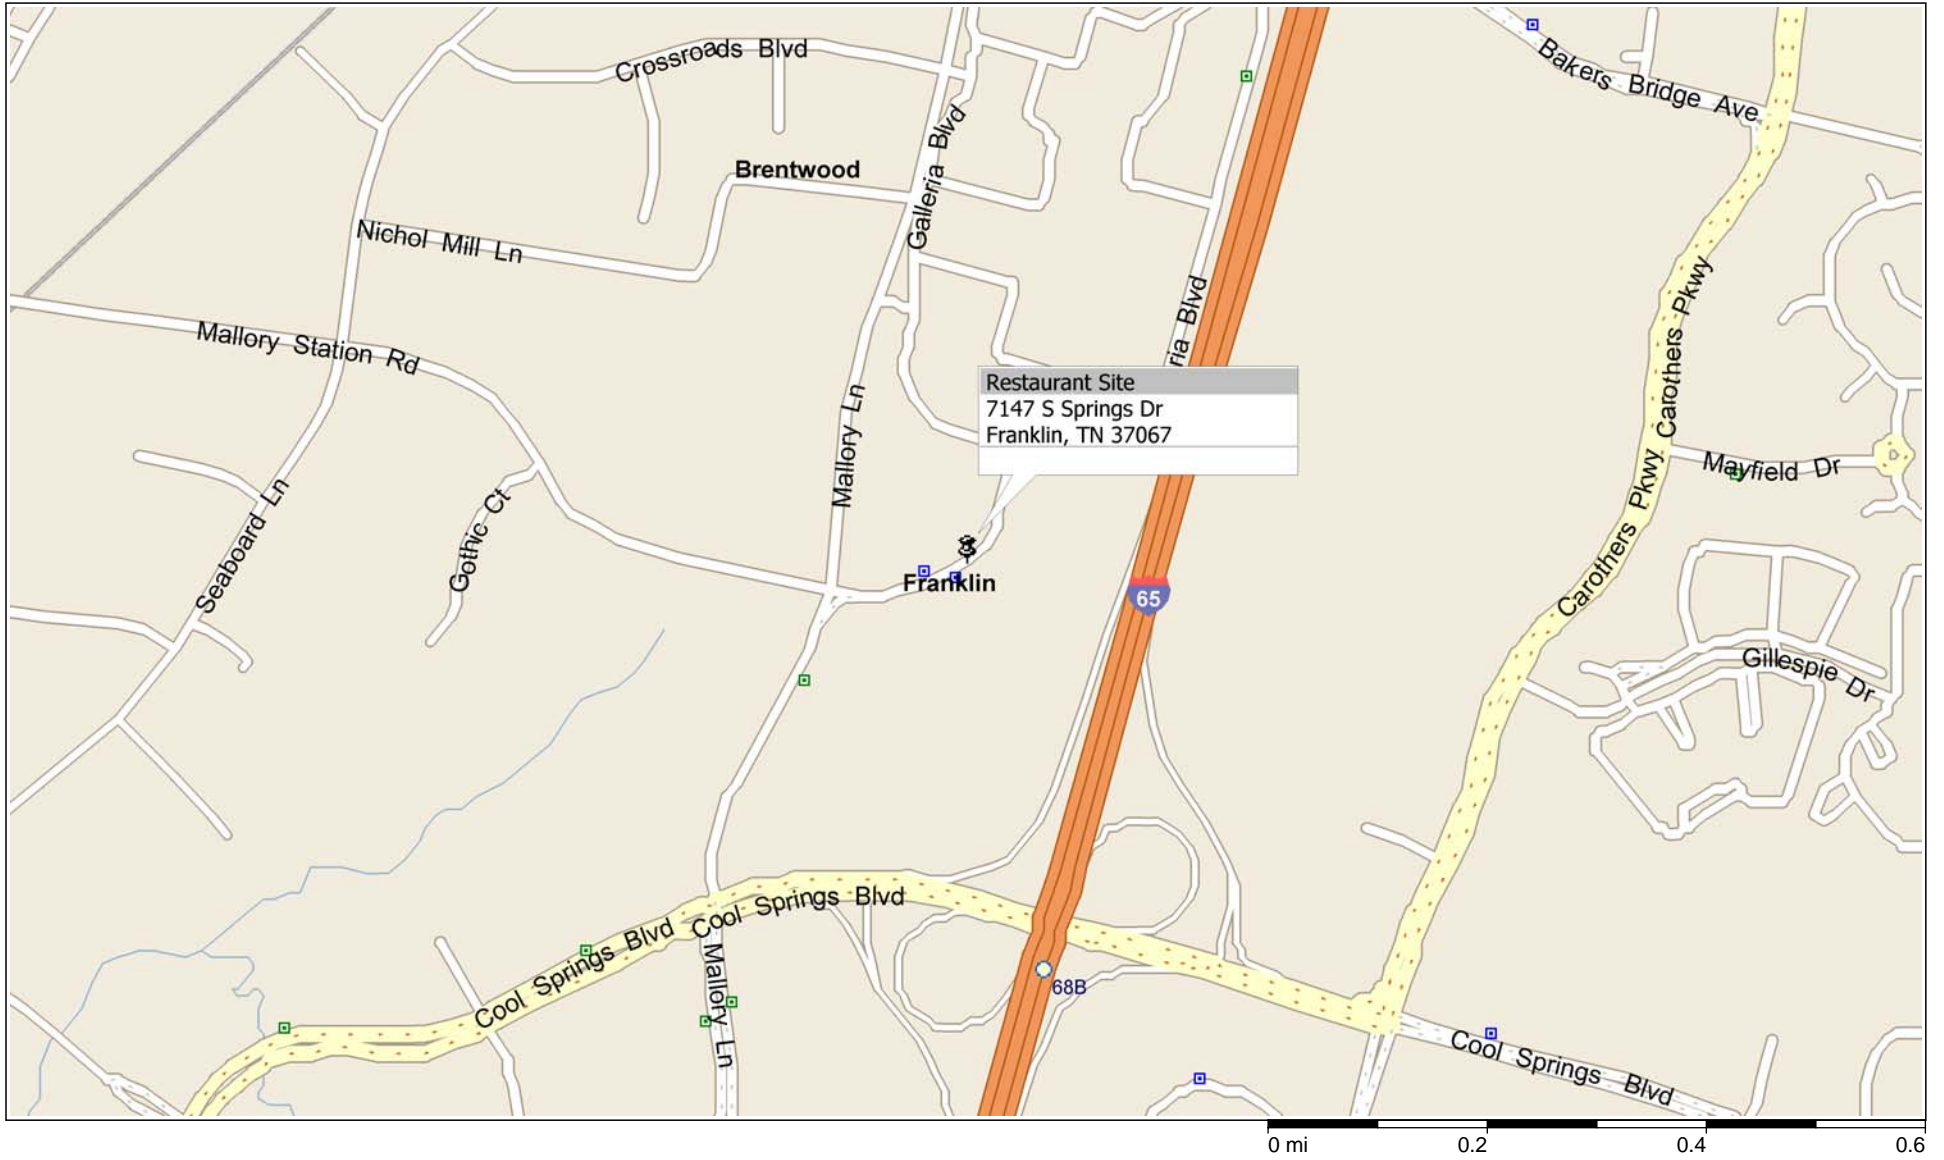 Crossroads Blvd
Bakers Bridge Ave
Galleria Blvd
Brentwood
Nichol Mill Ln
Mallory Station Rd
ria Blvd
Carothers Pkwy
Restaurant Site
7147 S Springs Dr
Franklin, TN 37067
Mallory Ln
Carothers Pkwy
Mayfield Dr
Seaboard Ln
Gothic Ct
Franklin
65
Carothers Pkwy
Gillespie Dr
Cool Springs Blvd
Cool Springs Blvd
Mallory Ln
68B
Cool Springs Blvd
0 mi 0.2 0.4 0.6